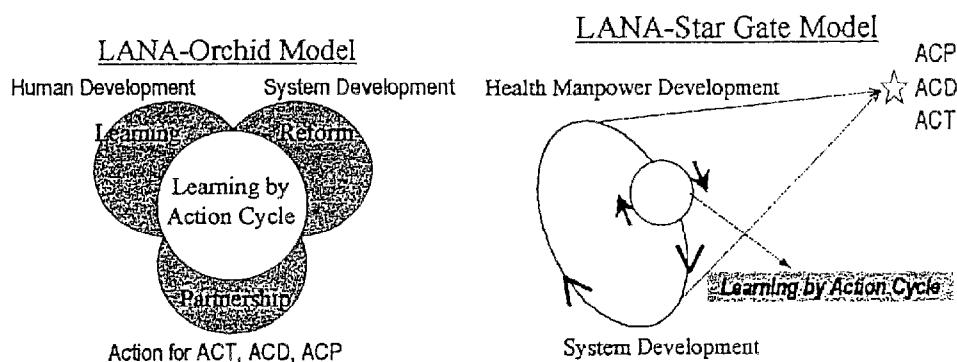 LANA-Orchid Model
Human Development
System Development
Learning
Reform
Learning by
Action Cycle
Partnership
Action for ACT, ACD, ACP
LANA-Star Gate Model
ACP
Health Manpower Development
ACD
ACT
Learning by Action Cycle
System Development